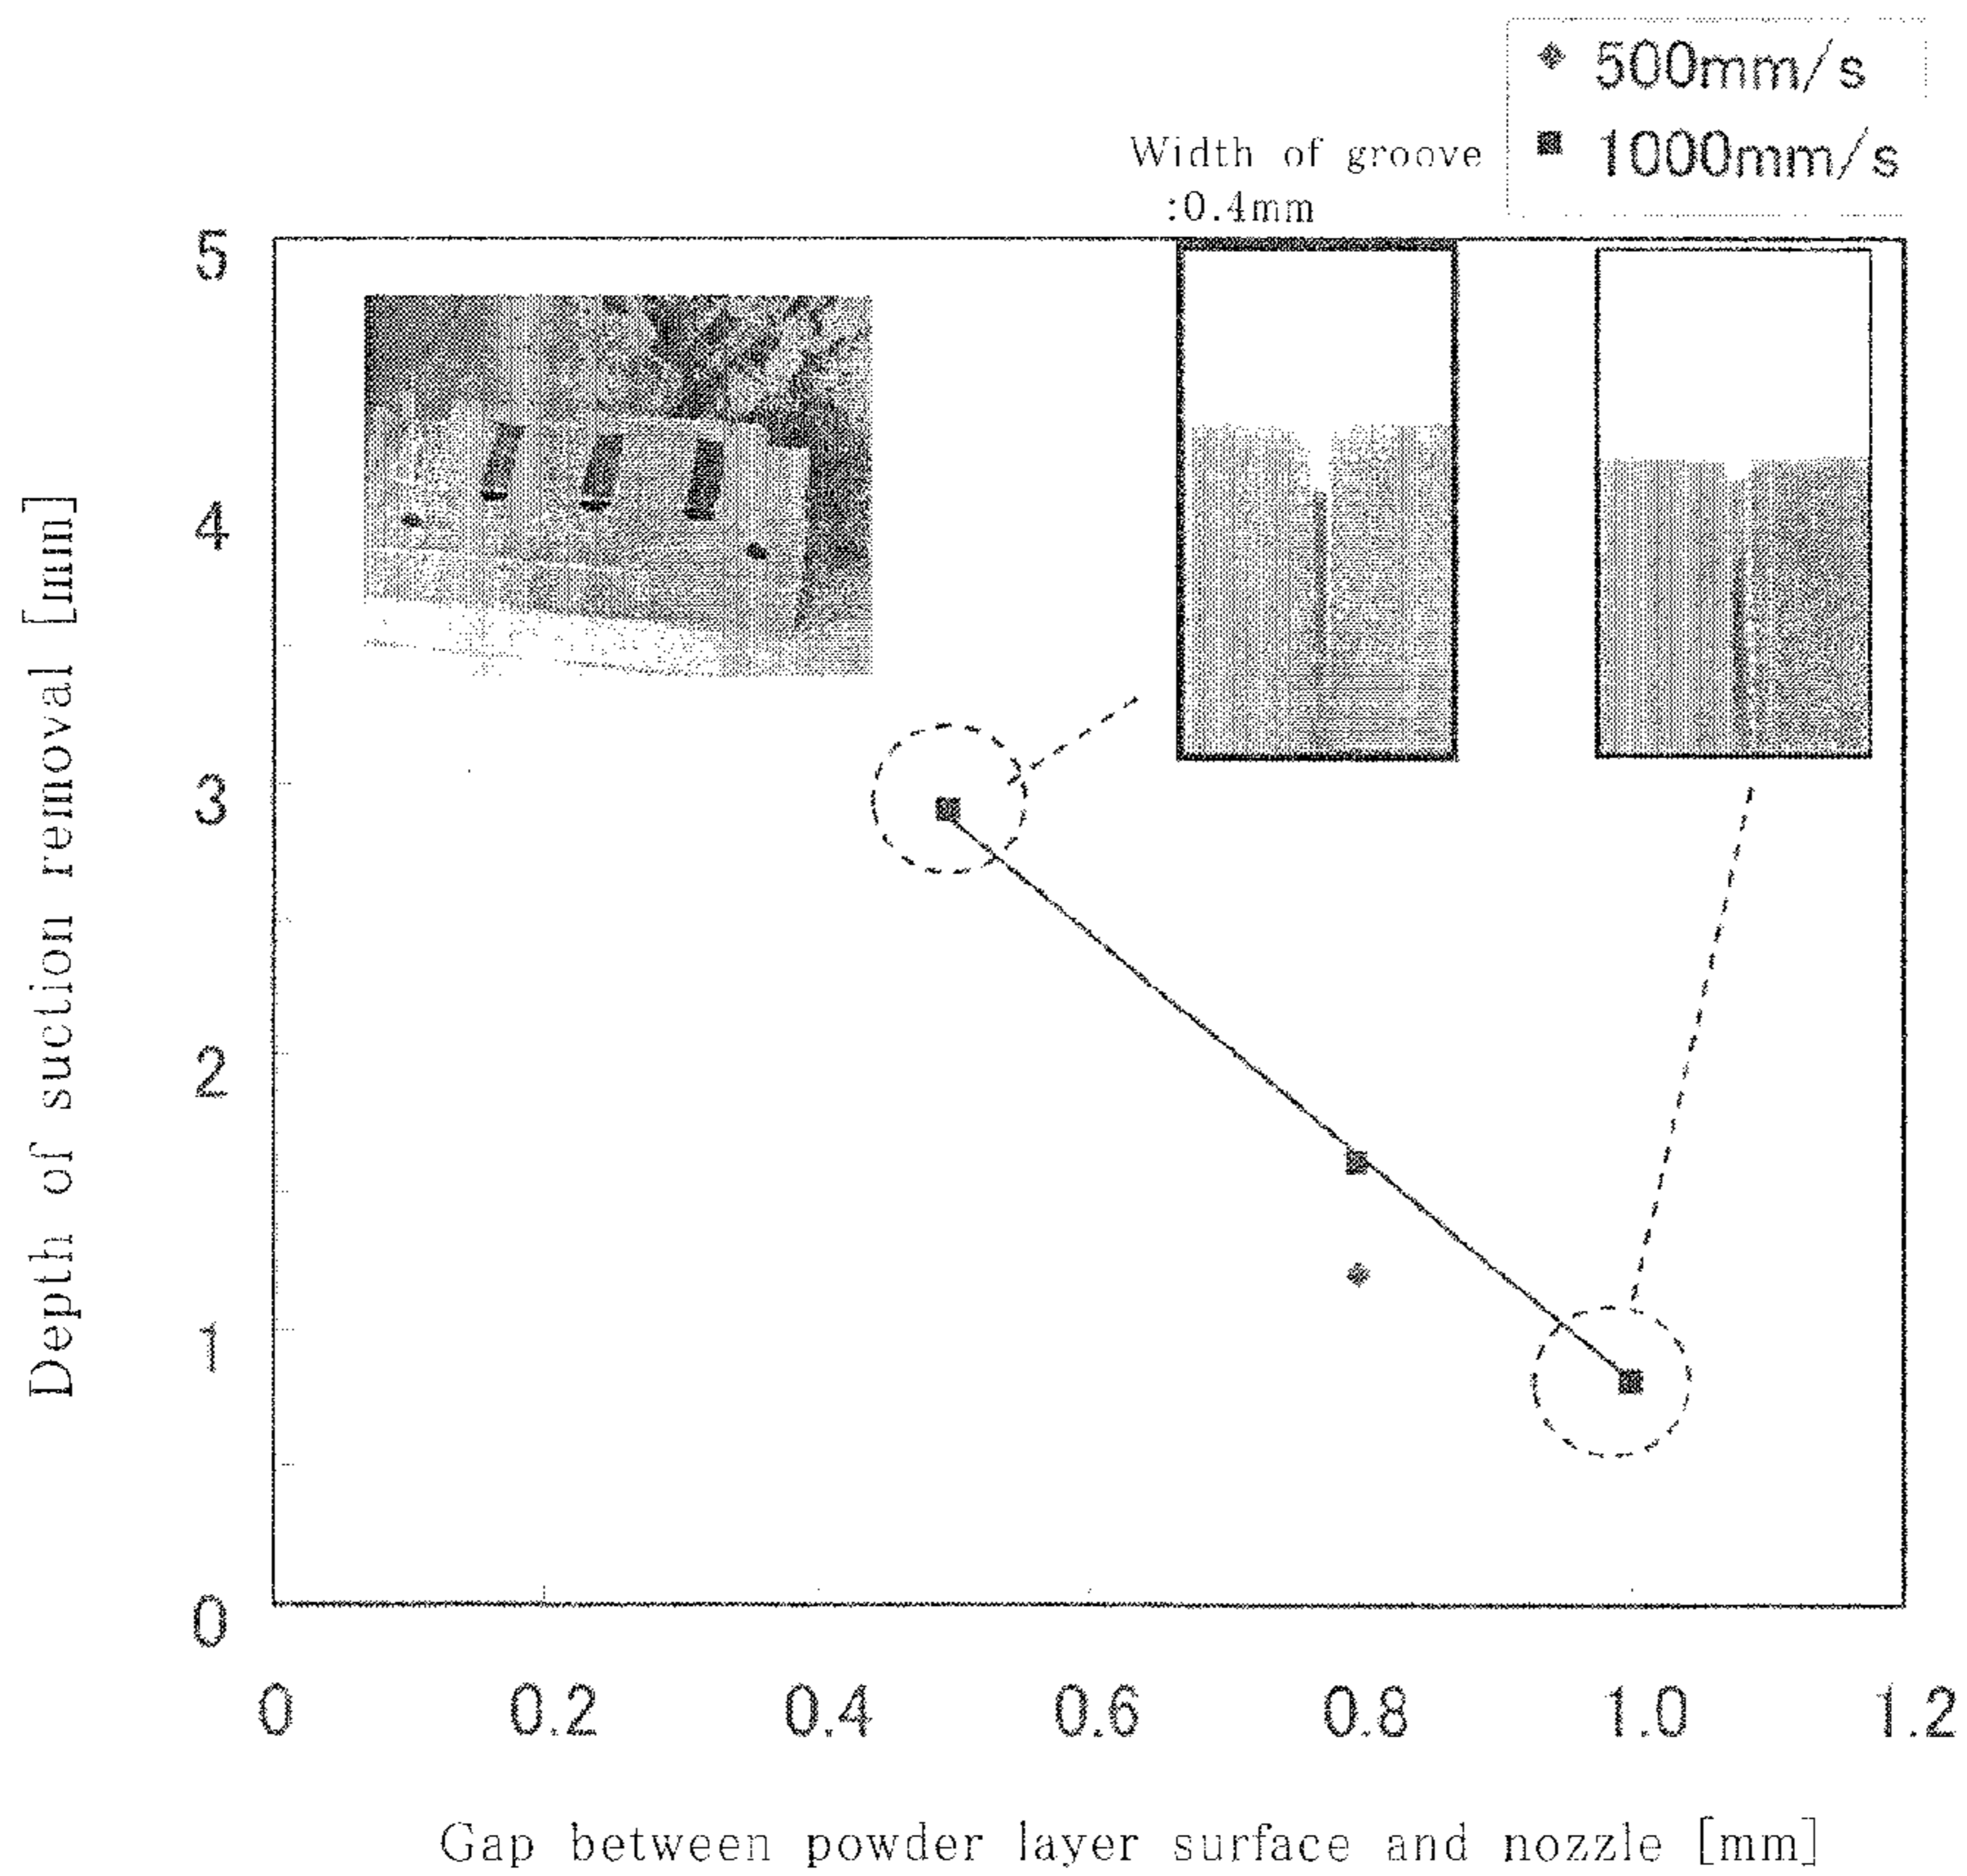 500mm/s
1000mm/s
Width of groove
:0.4mm
5
4
3
2
1
0
Depth of suction removal [mm]
0 0.2 0.4 0.6 0.8 1.0 1.2
Gap between powder layer surface and nozzle [mm]